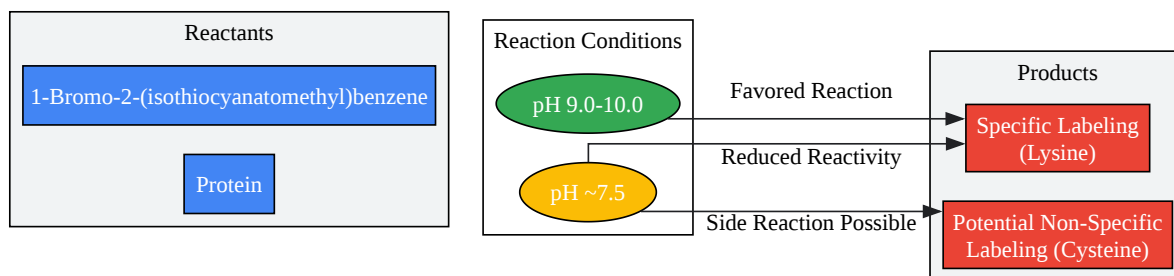 Reactants
1-Bromo-2-(isothiocyanatomethyl)benzene
Protein
Reaction Conditions
pH 9.0-10.0
pH ~7.5
Favored Reaction
Reduced Reactivity
Side Reaction Possible
Products
Specific Labeling
(Lysine)
Potential Non-Specific
Labeling (Cysteine)